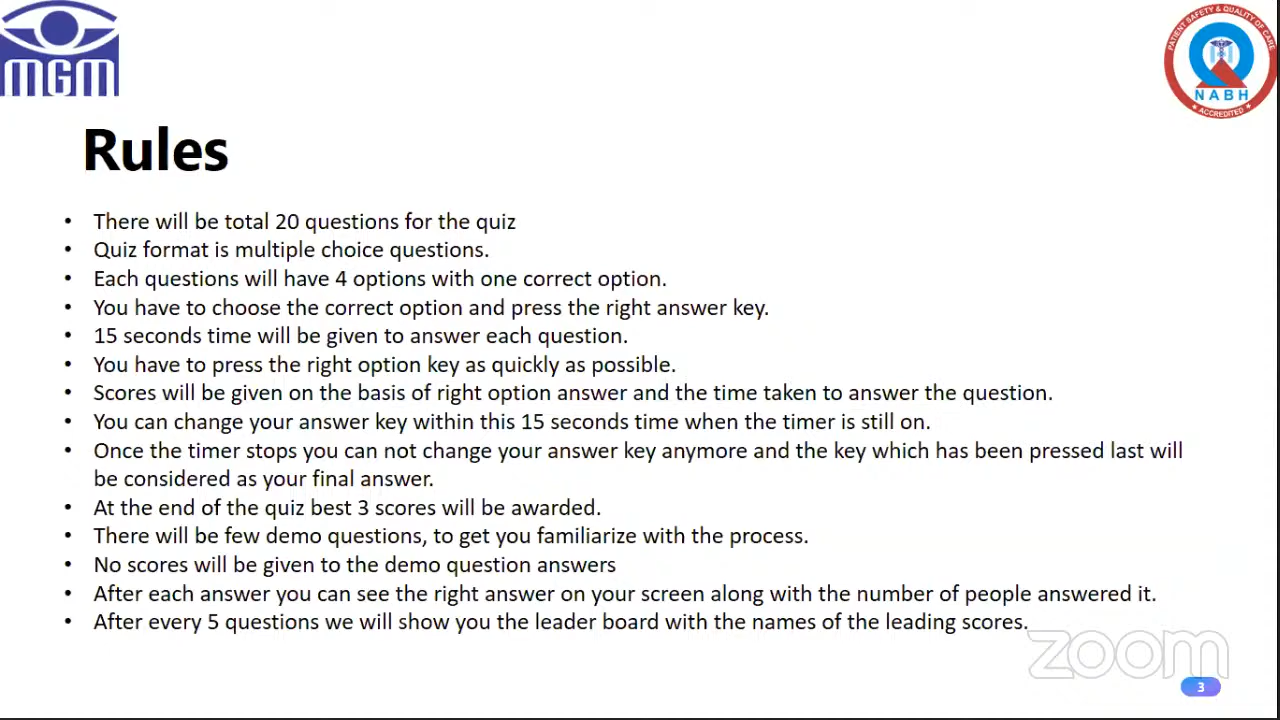 MGM
PATIENT SAFETY & QUALITY OF CARE
NABH
ACCREDITED
Rules
• There will be total 20 questions for the quiz
• Quiz format is multiple choice questions.
• Each questions will have 4 options with one correct option.
• You have to choose the correct option and press the right answer key.
• 15 seconds time will be given to answer each question.
• You have to press the right option key as quickly as possible.
• Scores will be given on the basis of right option answer and the time taken to answer the question.
• You can change your answer key within this 15 seconds time when the timer is still on.
• Once the timer stops you can not change your answer key anymore and the key which has been pressed last will
be considered as your final answer.
• At the end of the quiz best 3 scores will be awarded.
• There will be few demo questions, to get you familiarize with the process.
• No scores will be given to the demo question answers
• After each answer you can see the right answer on your screen along with the number of people answered it.
• After every 5 questions we will show you the leader board with the names of the leading scores.
zoom
3